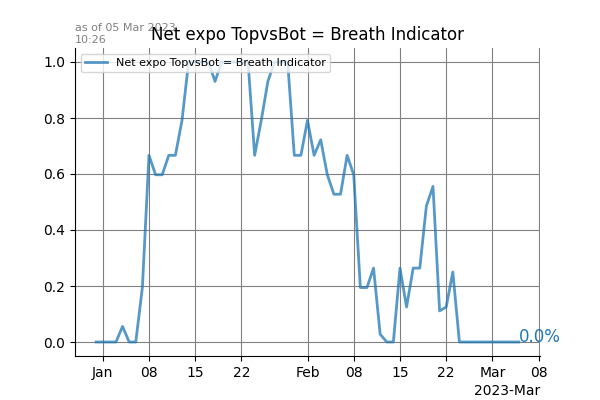 as of 05 Mar 2023
10:26
Net expo TopvsBot = Breath Indicator
Net expo TopvsBot = Breath Indicator
1.0
0.8
0.6
0.4
0.2
0.0
0.0%
Jan 08 15 22 Feb 08 15 22 Mar 08
2023-Mar